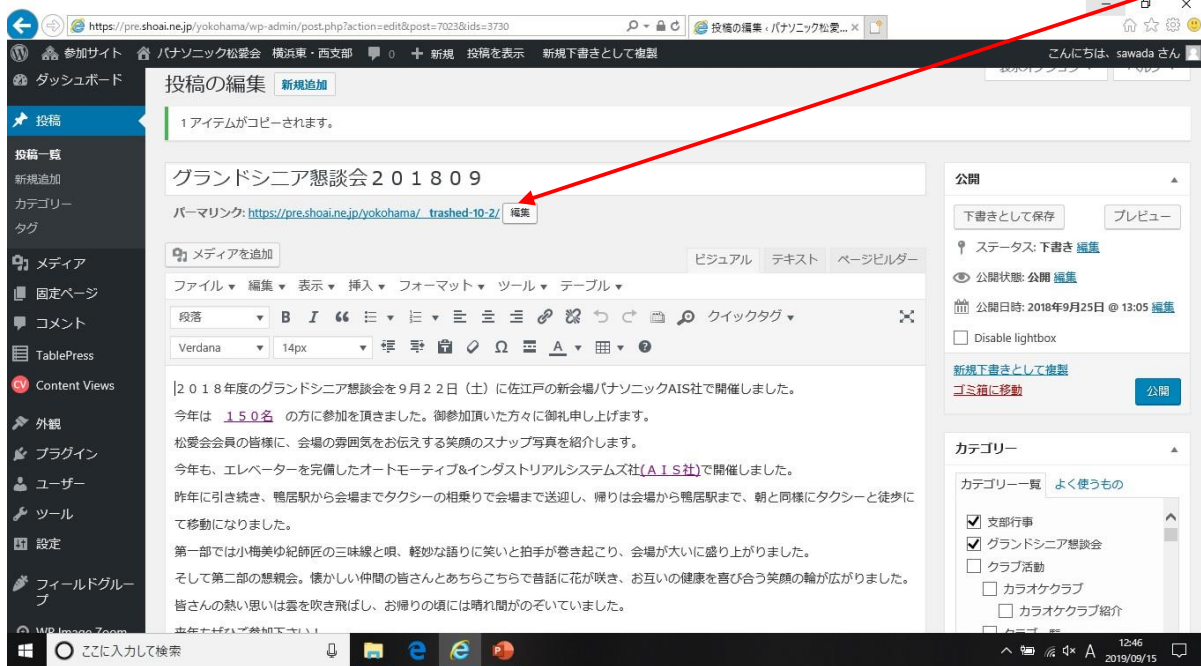 https://pre.shoai.ne.jp/yokohama/wp-admin/post.php?action=edit&post=7023&ids=3730
投稿の編集 ‹ パナソニック松愛... ×
参加サイト パナソニック松愛会 横浜東・西支部 0 + 新規 投稿を表示 新規下書きとして複製
こんにちは、sawada さん
ダッシュボード
投稿
投稿一覧
新規追加
カテゴリー
タグ
メディア
固定ページ
コメント
TablePress
CV Content Views
外観
プラグイン
ユーザー
ツール
設定
フィールドグルー
プ
WP Image Zoom
投稿の編集 新規追加
1 アイテムがコピーされます。
グランドシニア懇談会201809
パーマリンク: https://pre.shoai.ne.jp/yokohama/__trashed-10-2/ 編集
メディアを追加
ビジュアル テキスト ページビルダー
ファイル 編集 表示 挿入 フォーマット ツール テーブル
段落 B I クイックタグ
Verdana 14px Ω A
2018年度のグランドシニア懇談会を9月22日(土)に佐江戸の新会場パナソニックAIS社で開催しました。
今年は 150名 の方に参加を頂きました。御参加頂いた方々に御礼申し上げます。
松愛会会員の皆様に、会場の雰囲気をお伝えする笑顔のスナップ写真を紹介します。
今年も、エレベーターを完備したオートモーティブ&インダストリアルシステムズ社(AIS社)で開催しました。
昨年に引き続き、鴨居駅から会場までタクシーの相乗りで会場まで送迎し、帰りは会場から鴨居駅まで、朝と同様にタクシーと徒歩に
て移動になりました。
第一部では小梅美ゆ紀師匠の三味線と唄、軽妙な語りに笑いと拍手が巻き起こり、会場が大いに盛り上がりました。
そして第二部の懇親会。懐かしい仲間の皆さんとあちらこちらで昔話に花が咲き、お互いの健康を喜び合う笑顔の輪が広がりました。
皆さんの熱い思いは雲を吹き飛ばし、お帰りの頃には晴れ間がのぞいていました。
来年もぜひご参加下さい!
公開
下書きとして保存 プレビュー
ステータス: 下書き 編集
公開状態: 公開 編集
公開日時: 2018年9月25日 @ 13:05 編集
Disable lightbox
新規下書きとして複製
ゴミ箱に移動 公開
カテゴリー
カテゴリー一覧 よく使うもの
支部行事
グランドシニア懇談会
クラブ活動
カラオケクラブ
カラオケクラブ紹介
ここに入力して検索
A 12:46
2019/09/15